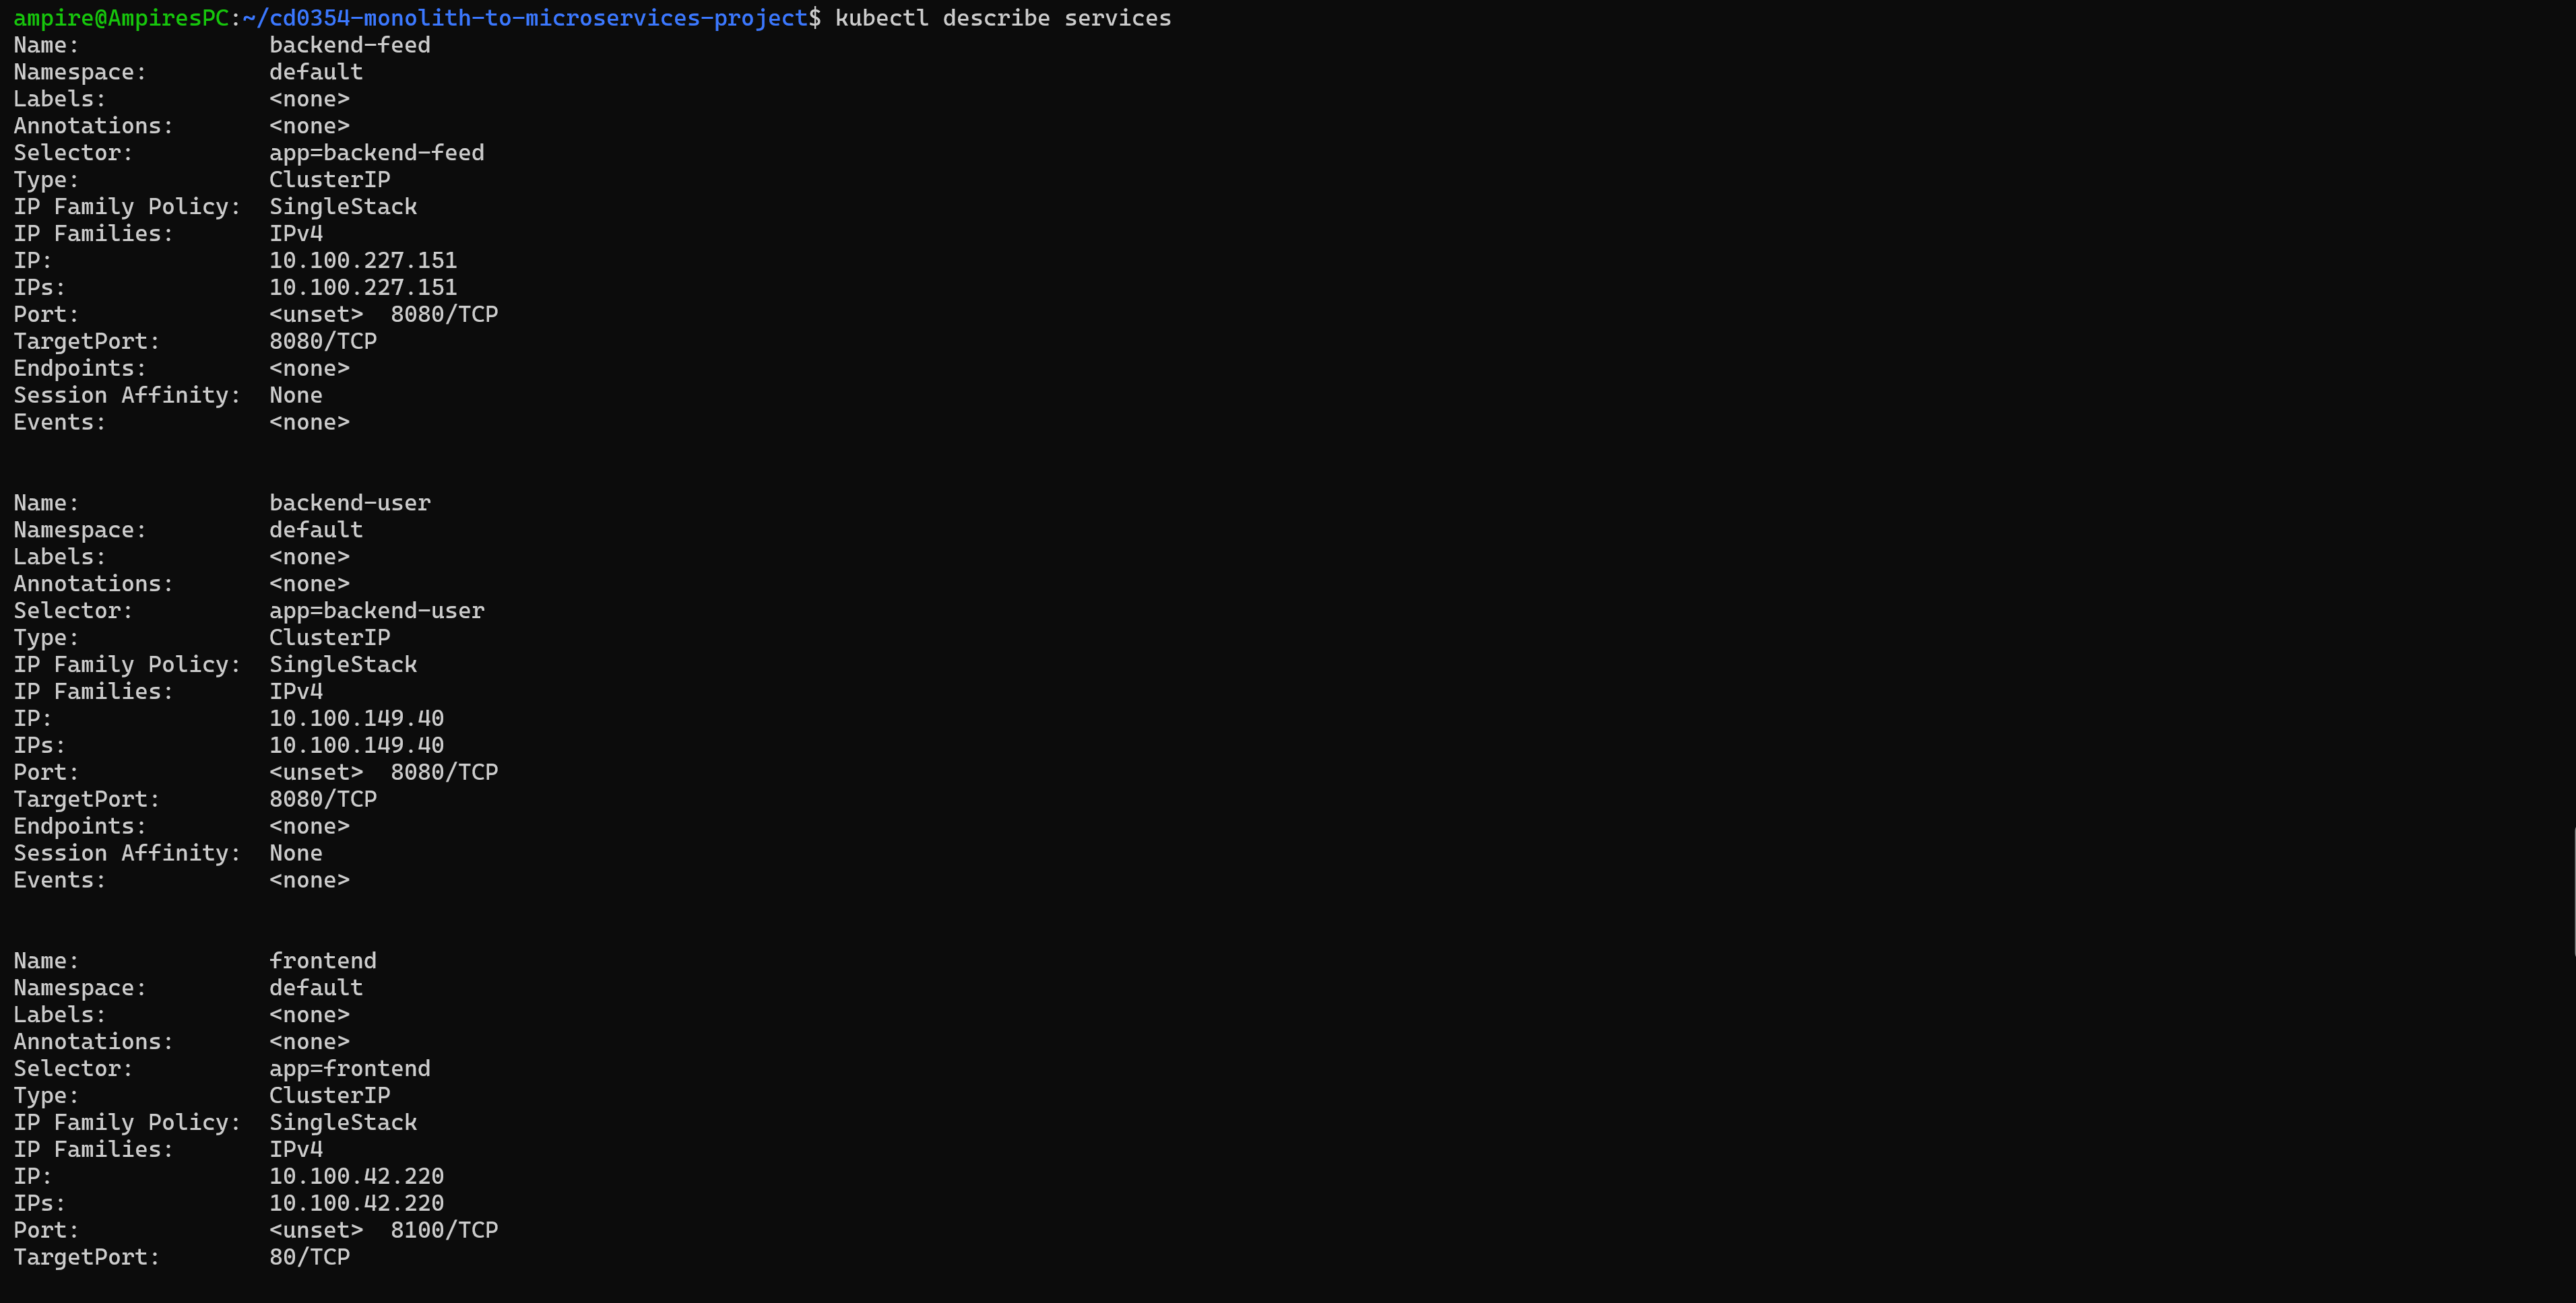 ampire@AmpiresPC:~/cd0354-monolith-to-microservices-project$ kubectl describe services
Name:              backend-feed
Namespace:         default
Labels:            <none>
Annotations:       <none>
Selector:          app=backend-feed
Type:              ClusterIP
IP Family Policy:  SingleStack
IP Families:       IPv4
IP:                10.100.227.151
IPs:               10.100.227.151
Port:              <unset>  8080/TCP
TargetPort:        8080/TCP
Endpoints:         <none>
Session Affinity:  None
Events:            <none>
Name:              backend-user
Namespace:         default
Labels:            <none>
Annotations:       <none>
Selector:          app=backend-user
Type:              ClusterIP
IP Family Policy:  SingleStack
IP Families:       IPv4
IP:                10.100.149.40
IPs:               10.100.149.40
Port:              <unset>  8080/TCP
TargetPort:        8080/TCP
Endpoints:         <none>
Session Affinity:  None
Events:            <none>
Name:              frontend
Namespace:         default
Labels:            <none>
Annotations:       <none>
Selector:          app=frontend
Type:              ClusterIP
IP Family Policy:  SingleStack
IP Families:       IPv4
IP:                10.100.42.220
IPs:               10.100.42.220
Port:              <unset>  8100/TCP
TargetPort:        80/TCP